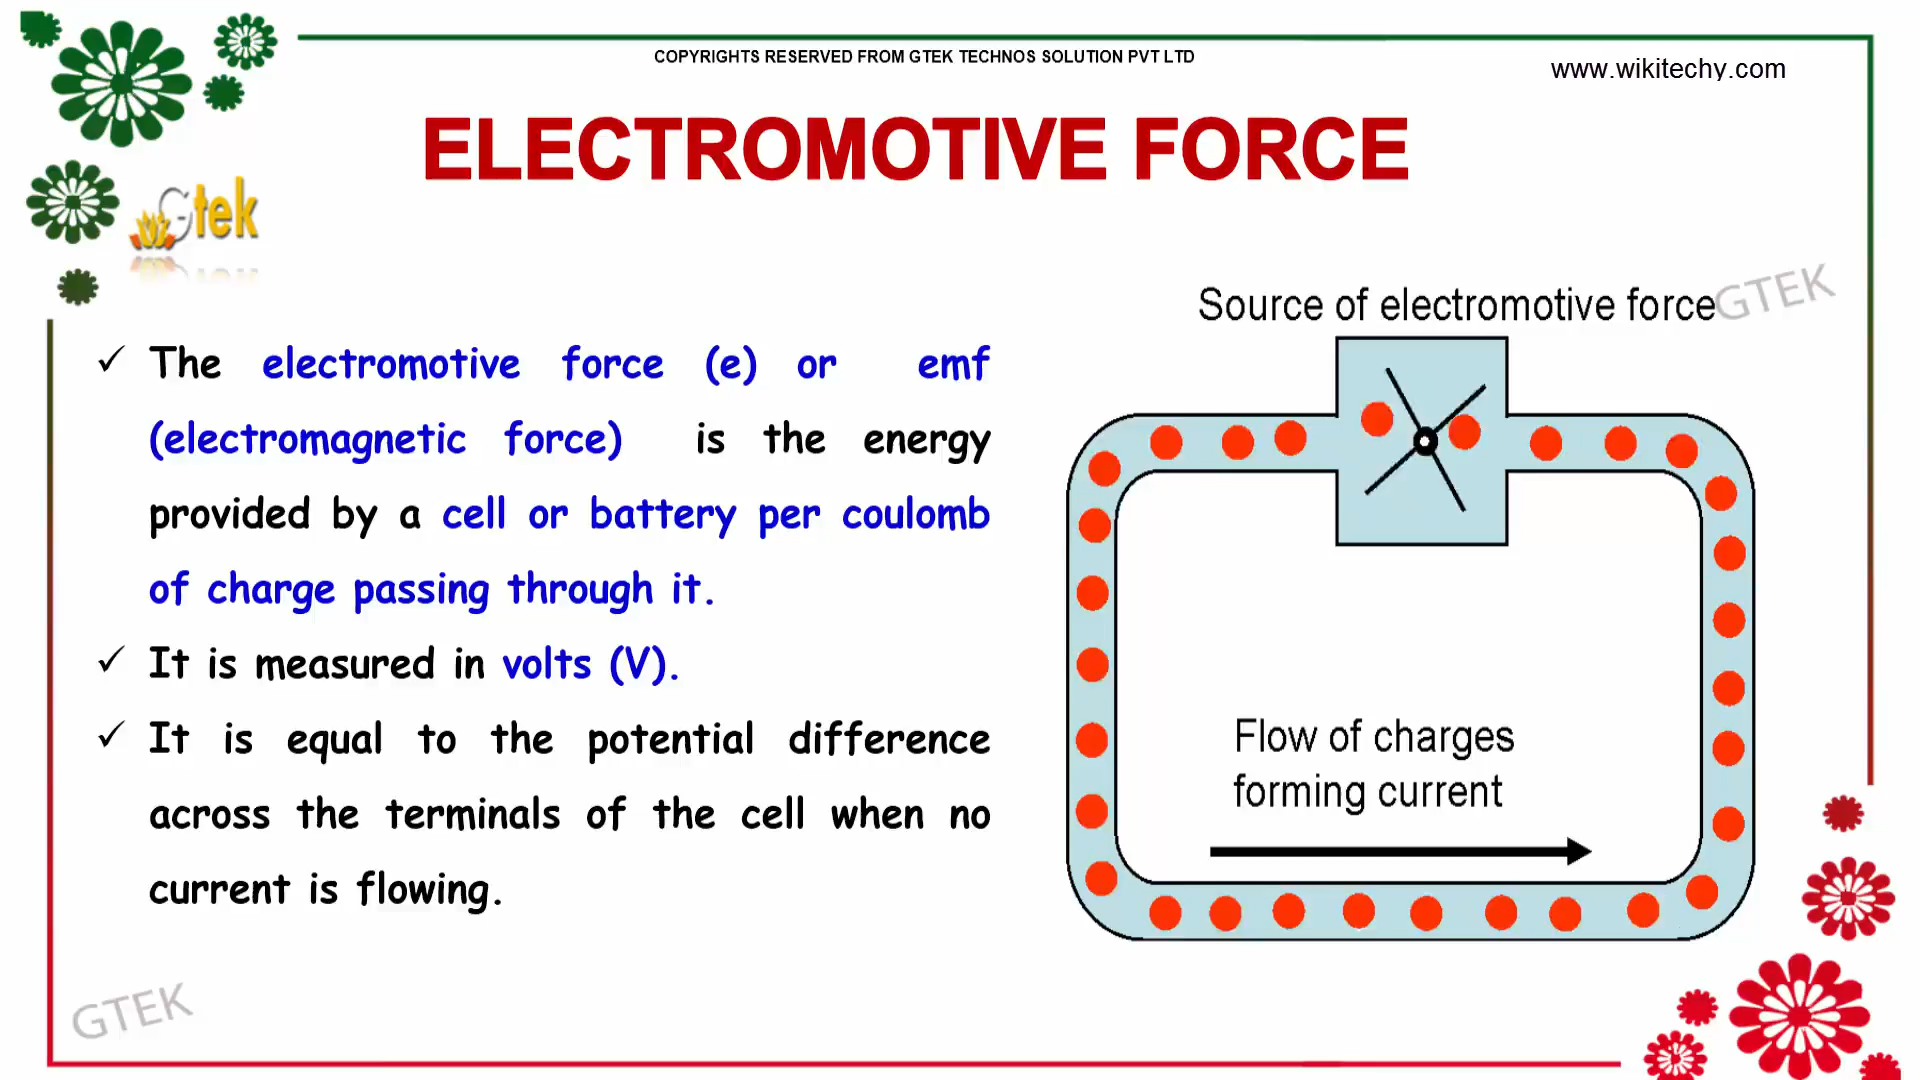 COPYRIGHTS RESERVED FROM GTEK TECHNOS SOLUTION PVT LTD
www.wikitechy.com
ELECTROMOTIVE FORCE
Gtek
✓ The electromotive force (e) or emf
(electromagnetic force) is the energy
provided by a cell or battery per coulomb
of charge passing through it.
✓ It is measured in volts (V).
✓ It is equal to the potential difference
across the terminals of the cell when no
current is flowing.
Source of electromotive force
GTEK
Flow of charges
forming current
GTEK